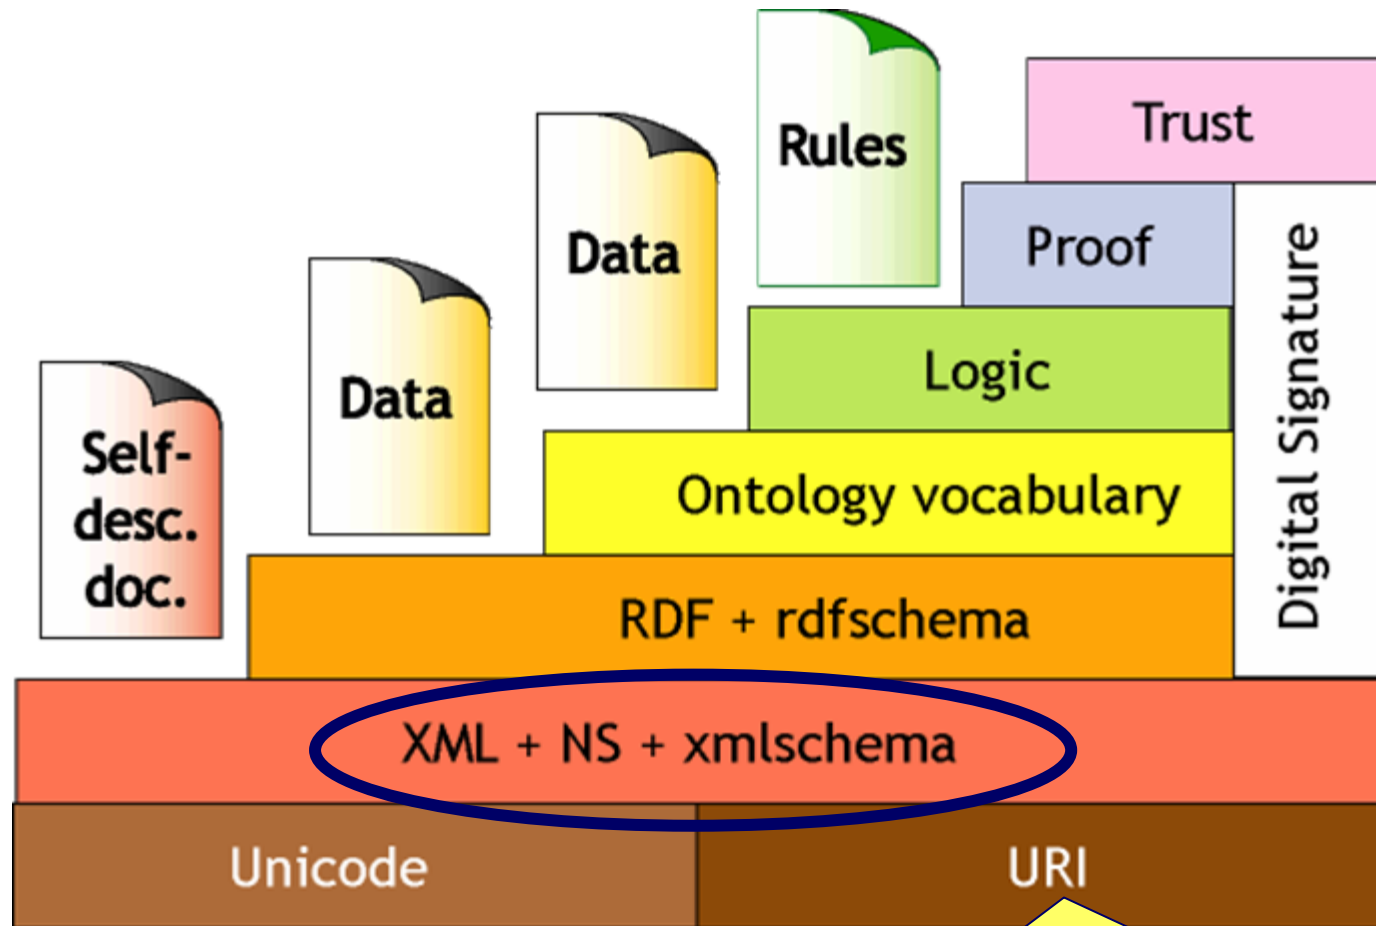 Rules
Trust
Data
Proof
Data
Logic
Self-
desc.
doc.
Ontology vocabulary
Digital Signature
RDF + rdfschema
XML + NS + xmlschema
Unicode
URI